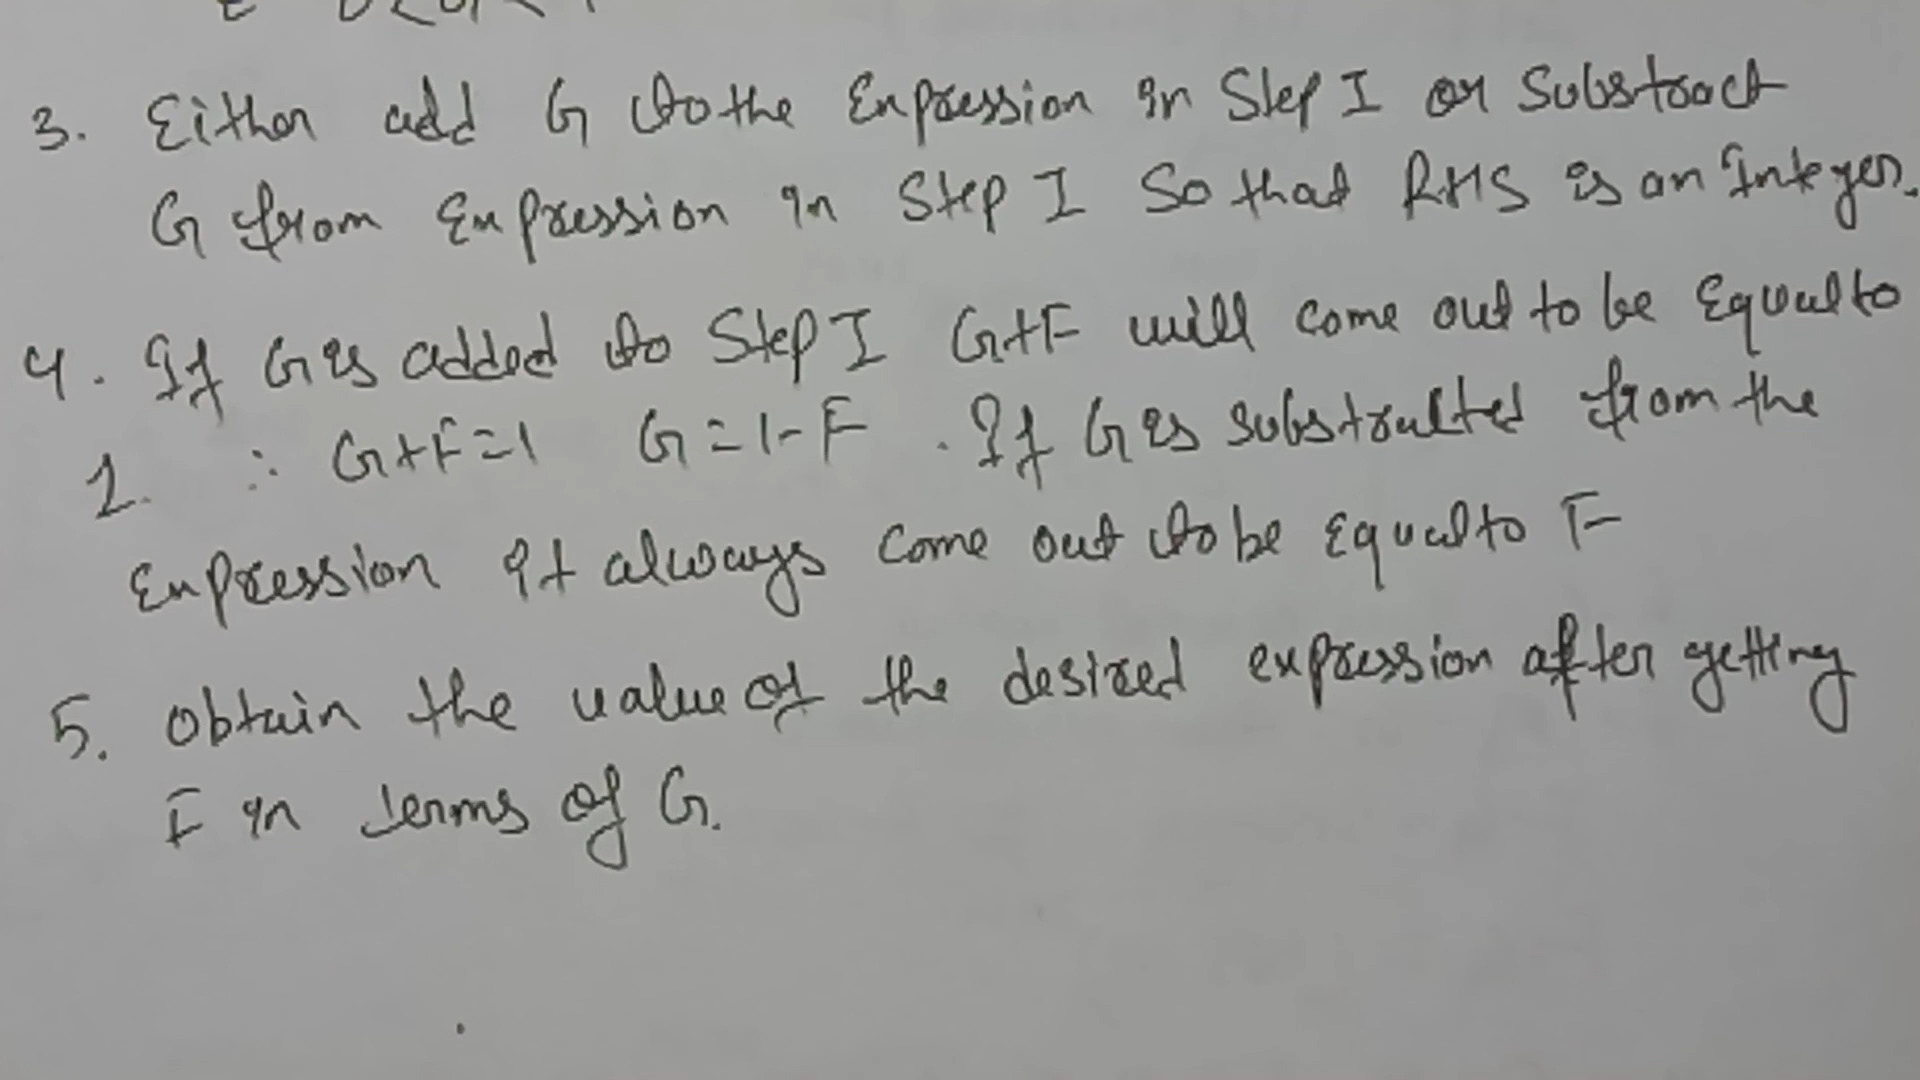 3. Either add G to the Expression in Step I or Substract
G from Expression in Step I So that RHS is an Integer.
4. If G is added to Step I G+F will come out to be Equal to
1. ∴ G+F=1 G=1-F. If G is substracted from the
Expression it always come out to be Equal to F
5. Obtain the value of the desired expression after getting
F in terms of G.